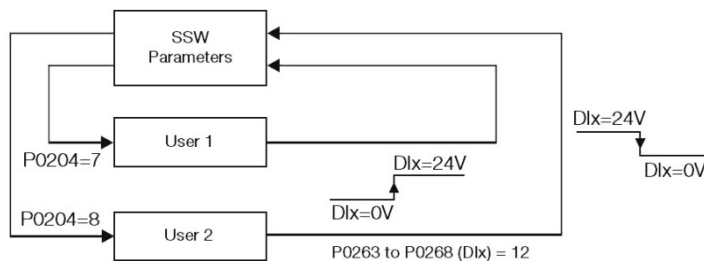 SSW
Parameters
User 1
P0204=7
DIx=24V
DIx=0V
DIx=24V
DIx=0V
P0204=8
User 2
P0263 to P0268 (DIx) = 12